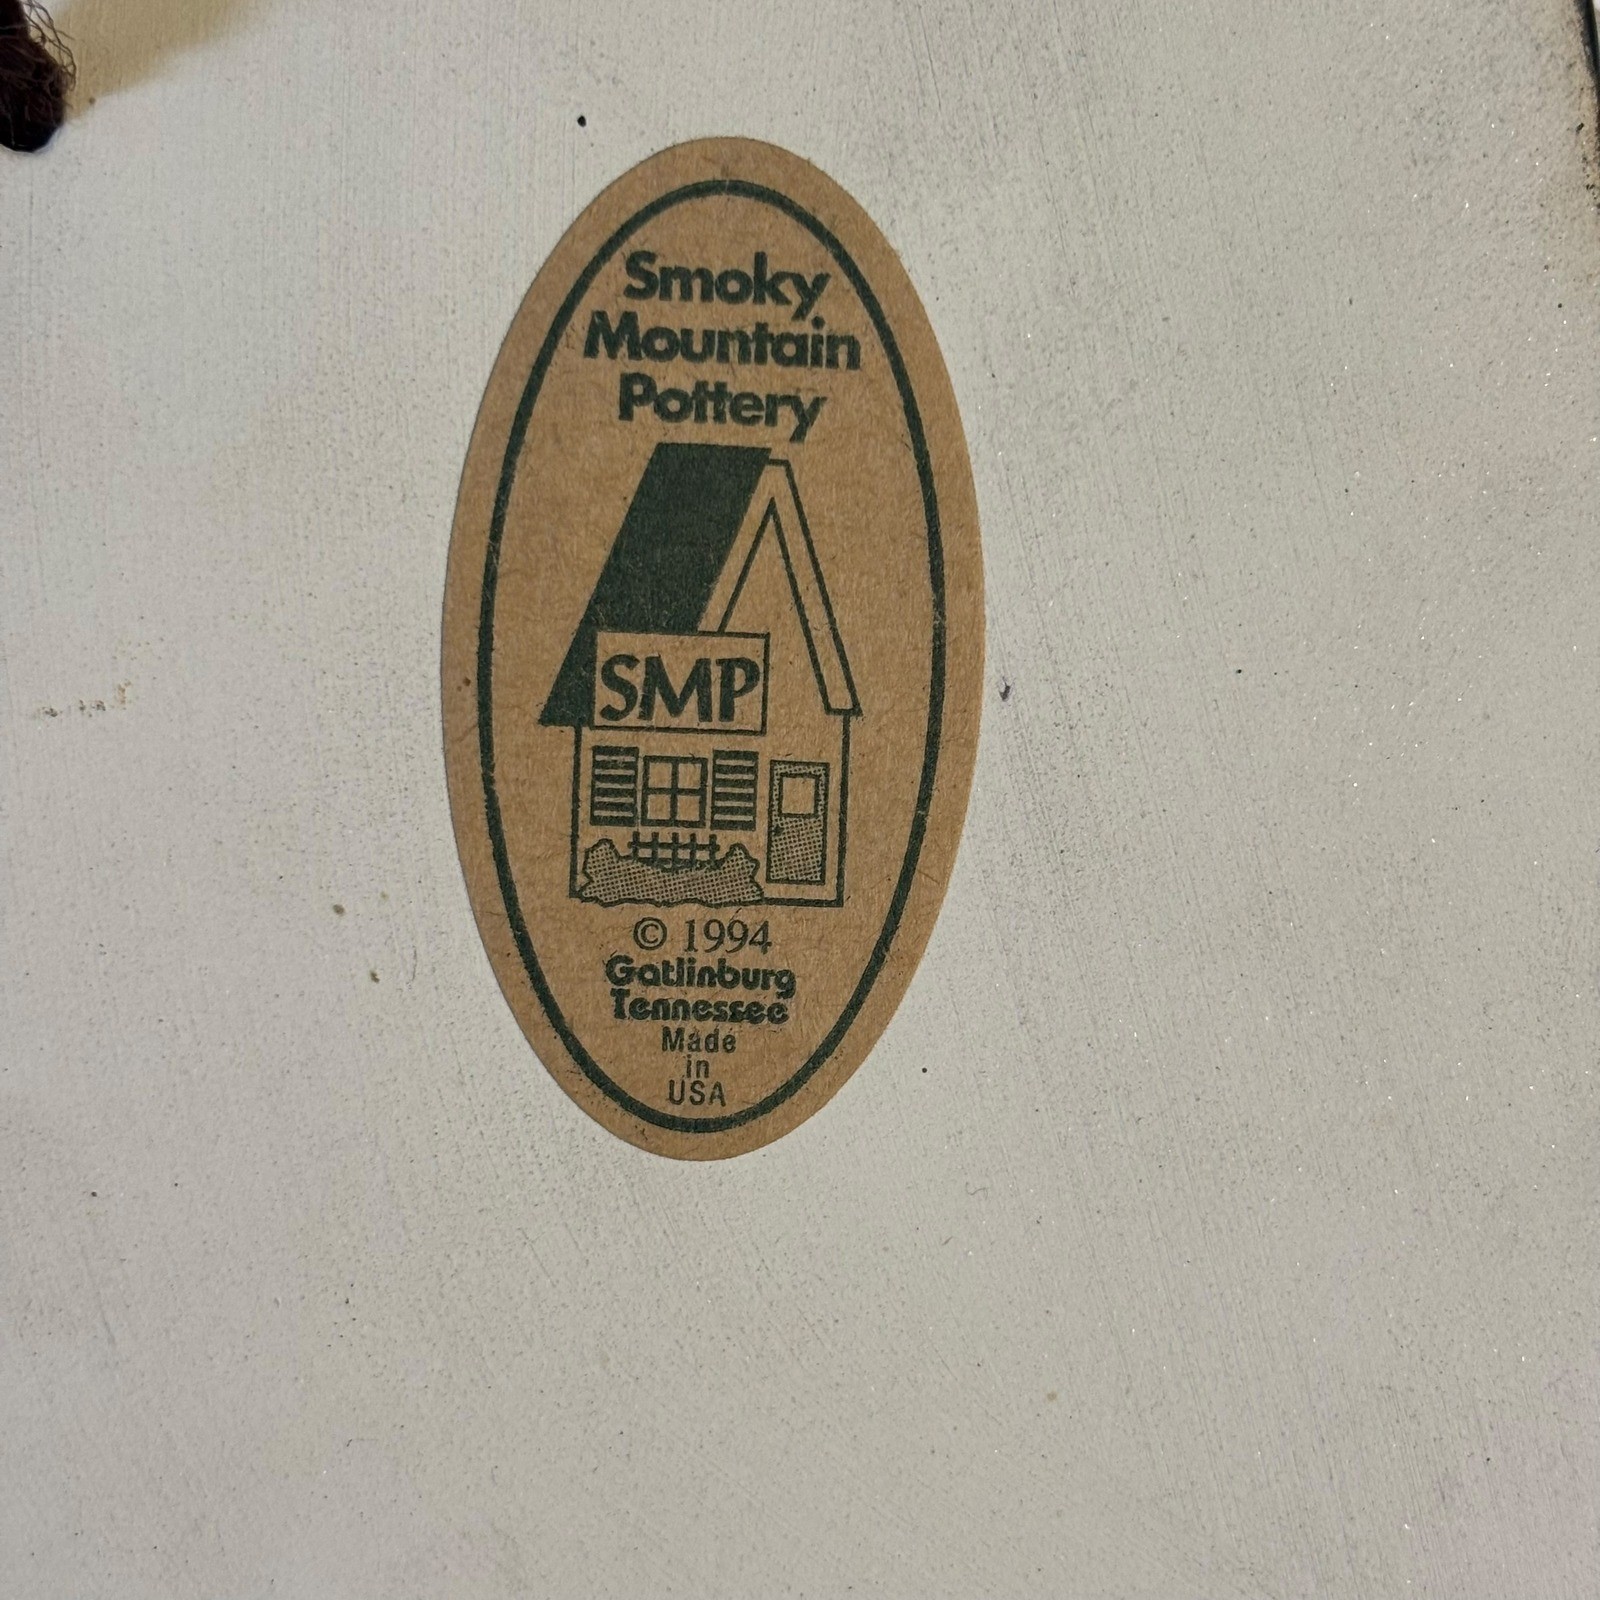 Smoky
Mountain
Pottery
SMP
© 1994
Gatlinburg
Tennessee
Made
in
USA